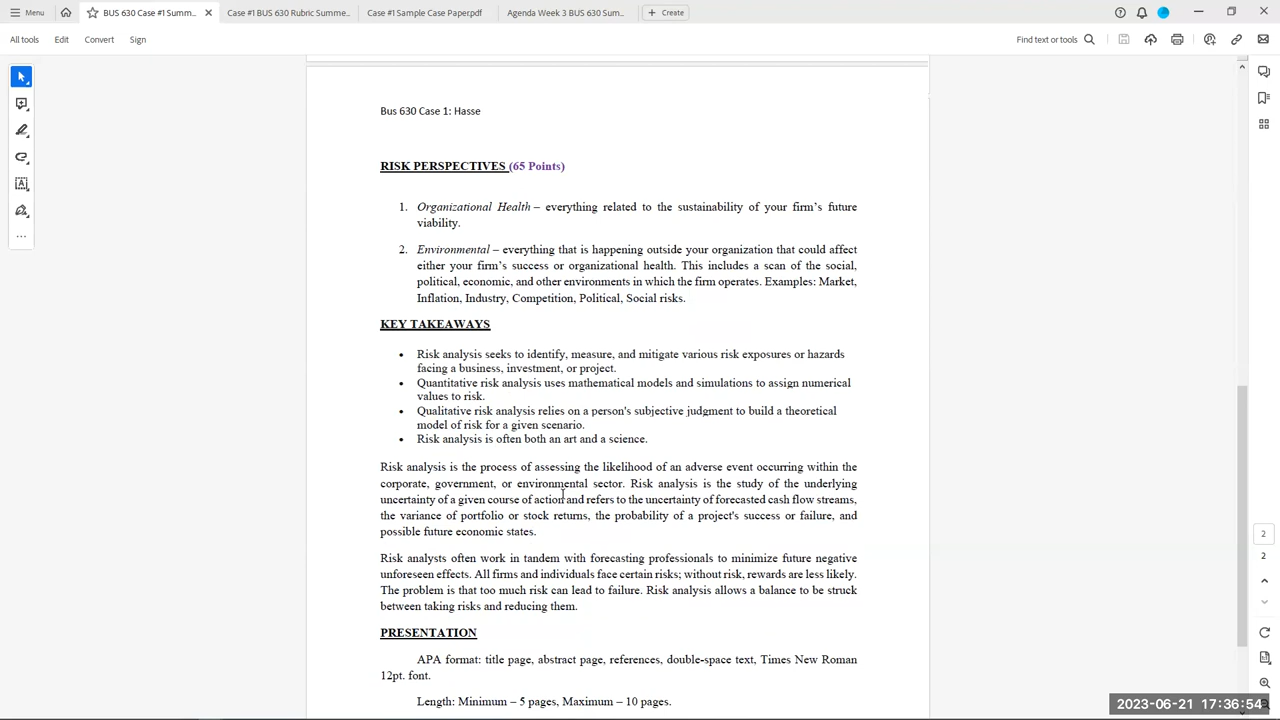 Menu
BUS 630 Case #1 Summ...
Case #1 BUS 630 Rubric Summe...
Case #1 Sample Case Paper.pdf
Agenda Week 3 BUS 630 Sum...
Create
All tools
Edit
Convert
Sign
Find text or tools
Bus 630 Case 1: Hasse
RISK PERSPECTIVES (65 Points)
1. Organizational Health – everything related to the sustainability of your firm's future
viability.
2. Environmental – everything that is happening outside your organization that could affect
either your firm's success or organizational health. This includes a scan of the social,
political, economic, and other environments in which the firm operates. Examples: Market,
Inflation, Industry, Competition, Political, Social risks.
KEY TAKEAWAYS
• Risk analysis seeks to identify, measure, and mitigate various risk exposures or hazards
facing a business, investment, or project.
• Quantitative risk analysis uses mathematical models and simulations to assign numerical
values to risk.
• Qualitative risk analysis relies on a person's subjective judgment to build a theoretical
model of risk for a given scenario.
• Risk analysis is often both an art and a science.
Risk analysis is the process of assessing the likelihood of an adverse event occurring within the
corporate, government, or environmental sector. Risk analysis is the study of the underlying
uncertainty of a given course of action and refers to the uncertainty of forecasted cash flow streams,
the variance of portfolio or stock returns, the probability of a project's success or failure, and
possible future economic states.
Risk analysts often work in tandem with forecasting professionals to minimize future negative
unforeseen effects. All firms and individuals face certain risks; without risk, rewards are less likely.
The problem is that too much risk can lead to failure. Risk analysis allows a balance to be struck
between taking risks and reducing them.
PRESENTATION
APA format: title page, abstract page, references, double-space text, Times New Roman
12pt. font.
Length: Minimum – 5 pages, Maximum – 10 pages.
2
2
2023-06-21 17:36:54